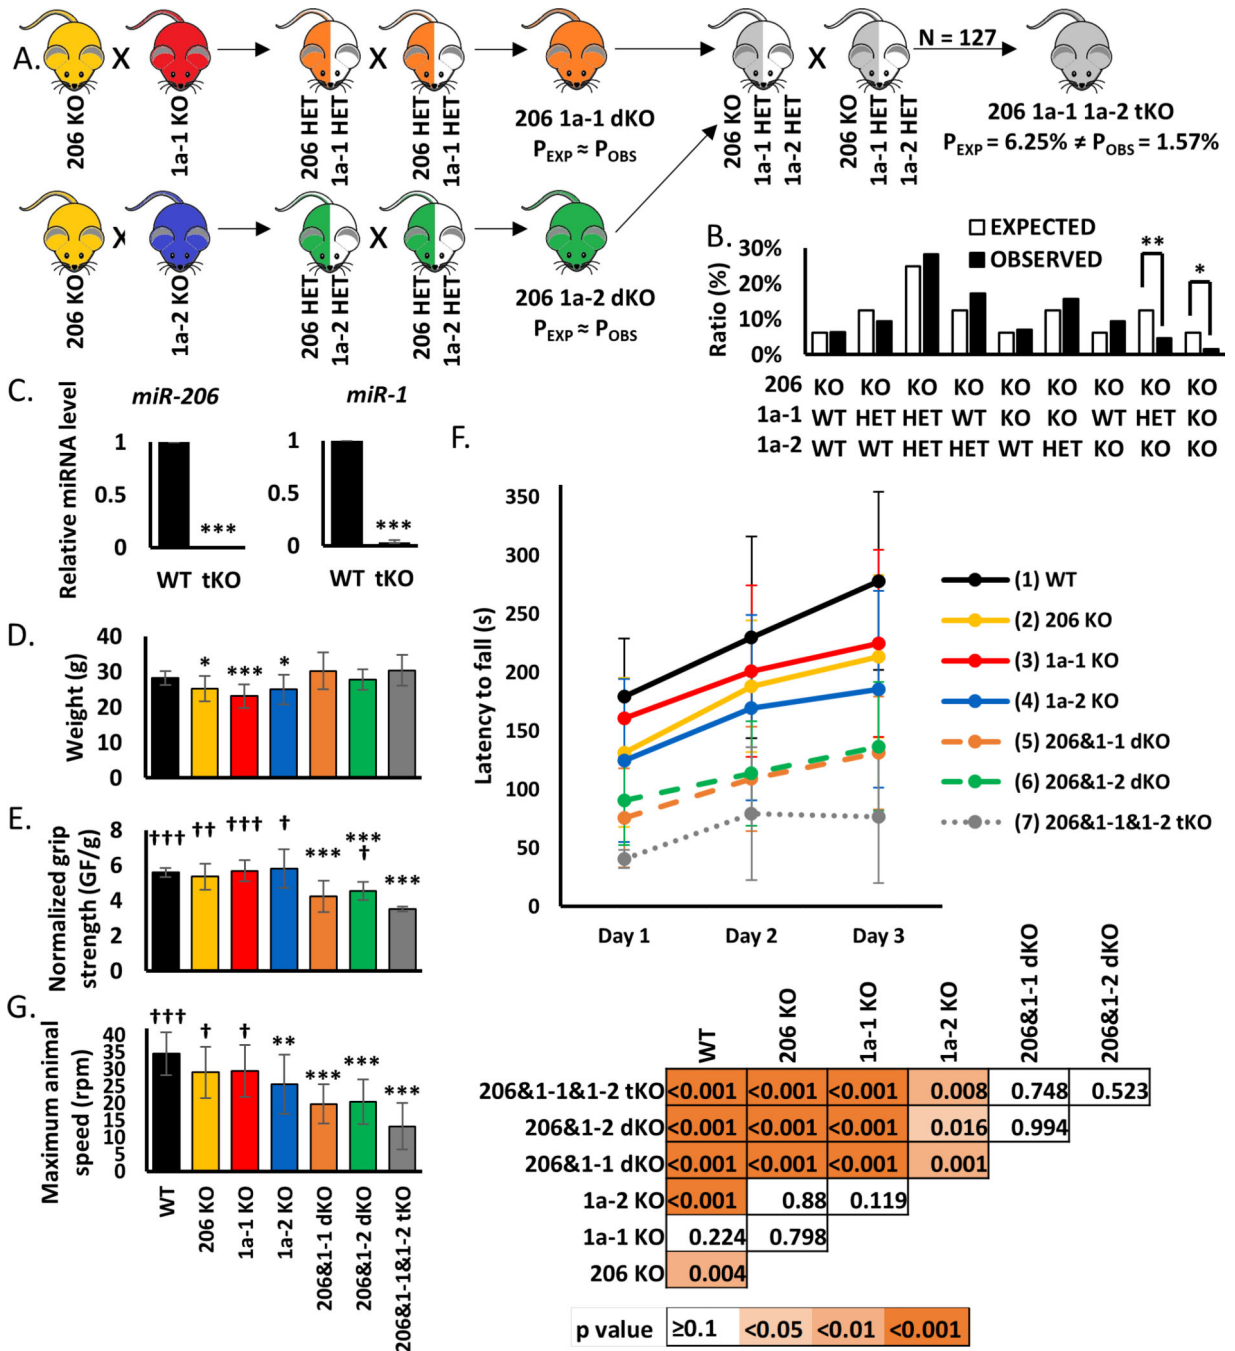 A.
X
X
X
X
N = 127
206 KO
1a-1 KO
206 HET
1a-1 HET
206 HET
1a-1 HET
206 1a-1 dKO
P_EXP ≈ P_OBS
206 KO
1a-1 HET
1a-2 HET
206 KO
1a-1 HET
1a-2 HET
206 1a-1 1a-2 tKO
P_EXP = 6.25% ≠ P_OBS = 1.57%
X
X
206 KO
1a-2 KO
206 HET
1a-2 HET
206 HET
1a-2 HET
206 1a-2 dKO
P_EXP ≈ P_OBS
B.
EXPECTED
OBSERVED
Ratio (%)
30%
20%
10%
0%
**
*
206 KO KO KO KO KO KO KO KO KO
1a-1 WT HET HET WT KO KO WT HET KO
1a-2 WT WT HET HET WT HET KO KO KO
C.
miR-206
miR-1
Relative miRNA level
1
0.5
0
***
WT tKO
1
0.5
0
***
WT tKO
D.
Weight (g)
40
30
20
10
0
* *** *
E.
Normalized grip
strength (GF/g)
8
6
4
2
0
††† †† ††† † *** *** ***
†
G.
Maximum animal
speed (rpm)
40
35
30
25
20
15
10
5
0
††† † † ** *** *** ***
WT
206 KO
1a-1 KO
1a-2 KO
206&1-1 dKO
206&1-2 dKO
206&1-1&1-2 tKO
F.
Latency to fall (s)
350
300
250
200
150
100
50
0
Day 1 Day 2 Day 3
(1) WT
(2) 206 KO
(3) 1a-1 KO
(4) 1a-2 KO
(5) 206&1-1 dKO
(6) 206&1-2 dKO
(7) 206&1-1&1-2 tKO
WT
206 KO
1a-1 KO
1a-2 KO
206&1-1 dKO
206&1-2 dKO
206&1-1&1-2 tKO <0.001 <0.001 <0.001 0.008 0.748 0.523
206&1-2 dKO <0.001 <0.001 <0.001 0.016 0.994
206&1-1 dKO <0.001 <0.001 <0.001 0.001
1a-2 KO <0.001 0.88 0.119
1a-1 KO 0.224 0.798
206 KO 0.004
p value ≥0.1 <0.05 <0.01 <0.001